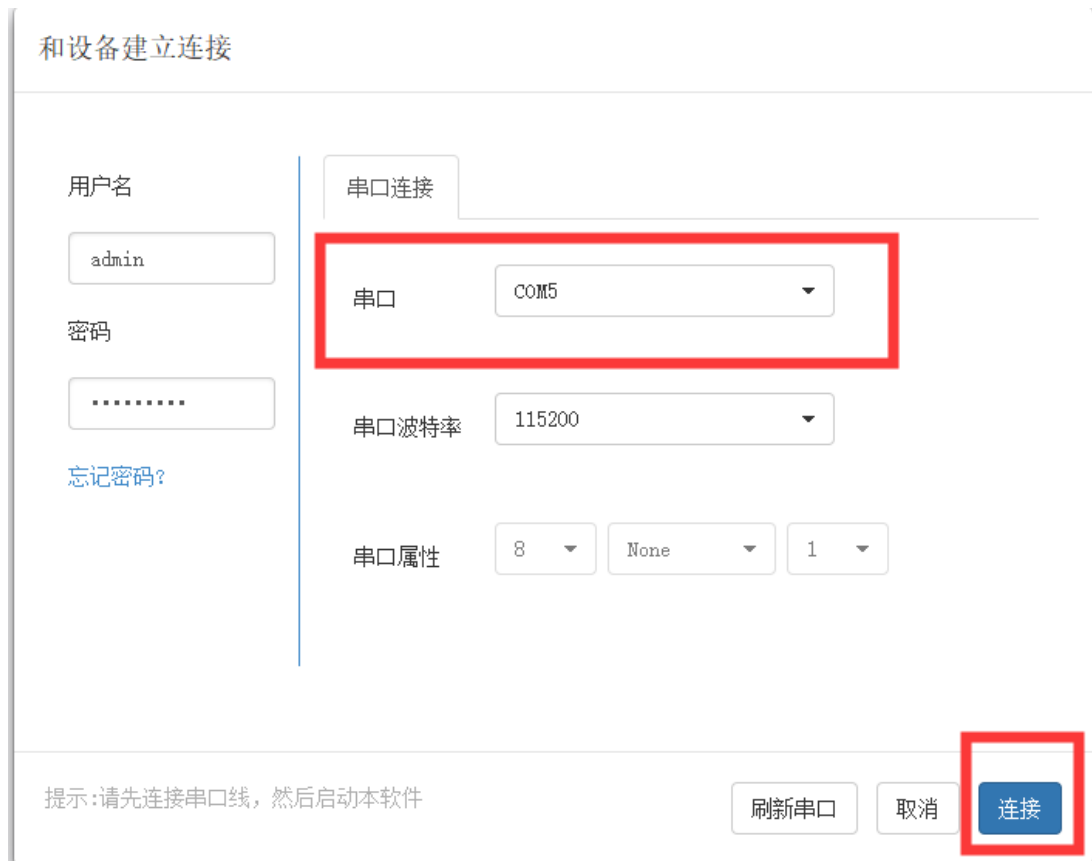 和设备建立连接
用户名
admin
密码
•••••••••
忘记密码?
串口连接
串口 COM5
串口波特率 115200
串口属性 8 None 1
提示:请先连接串口线，然后启动本软件
刷新串口 取消 连接